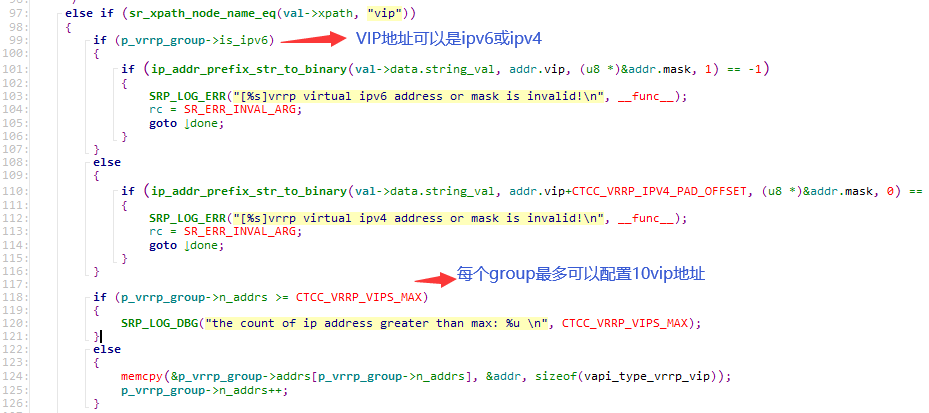 97: else if (sr_xpath_node_name_eq(val->xpath, "vip"))
98: {
99: if (p_vrrp_group->is_ipv6) VIP地址可以是ipv6或ipv4
100: {
101: if (ip_addr_prefix_str_to_binary(val->data.string_val, addr.vip, (u8 *)&addr.mask, 1) == -1)
102: {
103: SRP_LOG_ERR("[%s]vrrp virtual ipv6 address or mask is invalid!\n", __func__);
104: rc = SR_ERR_INVAL_ARG;
105: goto ↓done;
106: }
107: }
108: else
109: {
110: if (ip_addr_prefix_str_to_binary(val->data.string_val, addr.vip+CTCC_VRRP_IPV4_PAD_OFFSET, (u8 *)&addr.mask, 0) ==
111: {
112: SRP_LOG_ERR("[%s]vrrp virtual ipv4 address or mask is invalid!\n", __func__);
113: rc = SR_ERR_INVAL_ARG;
114: goto ↓done;
115: }
116: }
117: 每个group最多可以配置10vip地址
118: if (p_vrrp_group->n_addrs >= CTCC_VRRP_VIPS_MAX)
119: {
120: SRP_LOG_DBG("the count of ip address greater than max: %u \n", CTCC_VRRP_VIPS_MAX);
121: }
122: else
123: {
124: memcpy(&p_vrrp_group->addrs[p_vrrp_group->n_addrs], &addr, sizeof(vapi_type_vrrp_vip));
125: p_vrrp_group->n_addrs++;
126: }